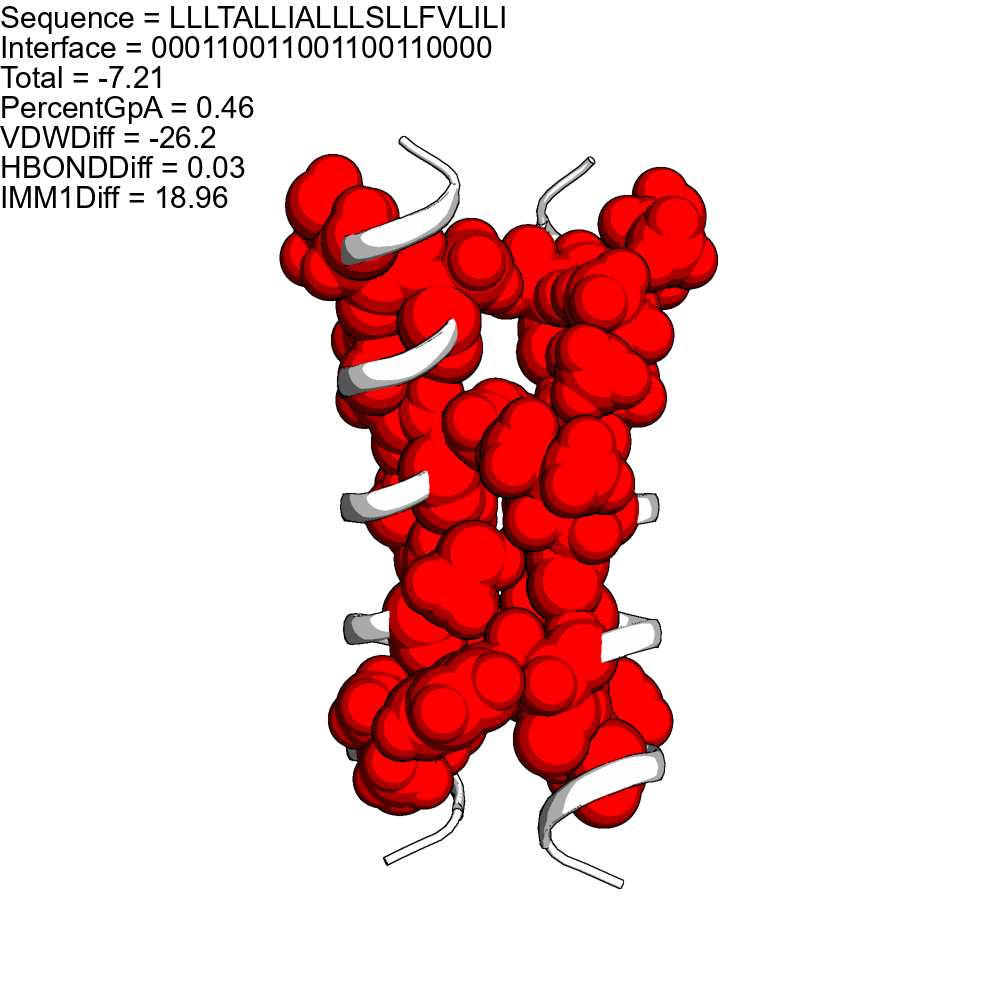 Sequence = LLLTALLIALLLSLLFVLILI
Interface = 000110011001100110000
Total = -7.21
PercentGpA = 0.46
VDWDiff = -26.2
HBONDDiff = 0.03
IMM1Diff = 18.96